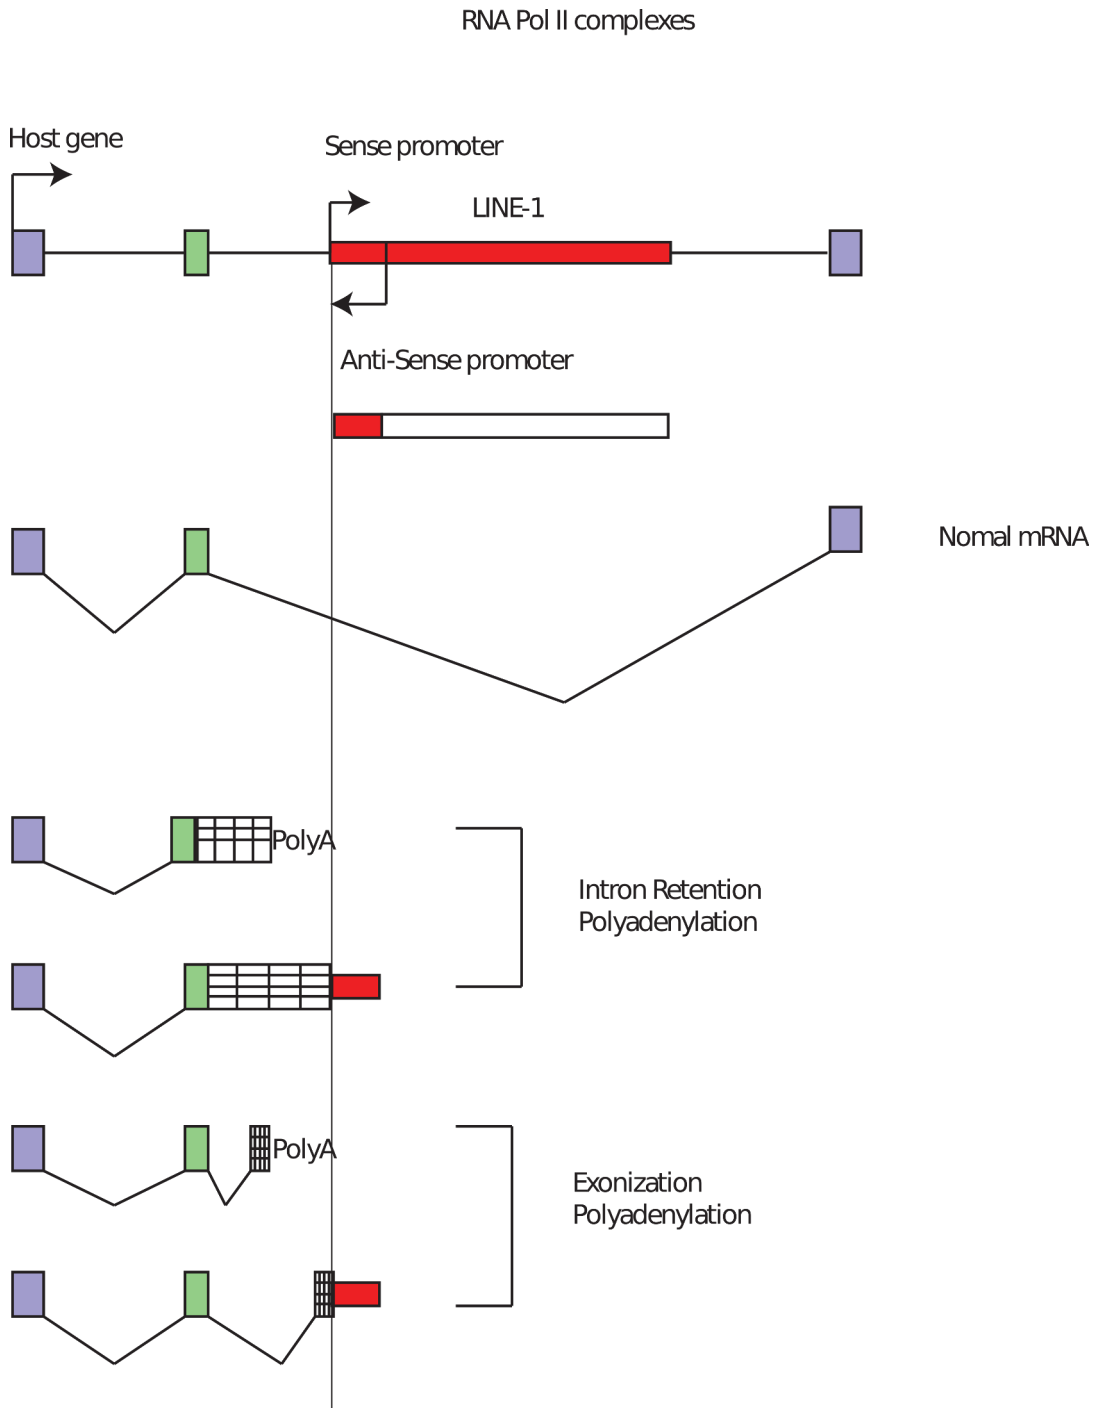 RNA Pol II complexes
Host gene
Sense promoter
LINE-1
Anti-Sense promoter
Nomal mRNA
PolyA
Intron Retention
Polyadenylation
PolyA
Exonization
Polyadenylation